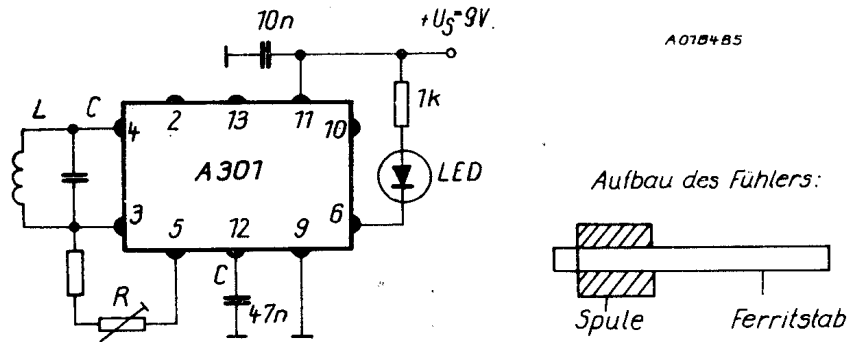 10n
+U_S=9V
A078485
L
C
4
2
13
11
10
1k
A301
LED
3
5
12
9
6
C
47n
R
Aufbau des Fühlers:
Spule
Ferritstab